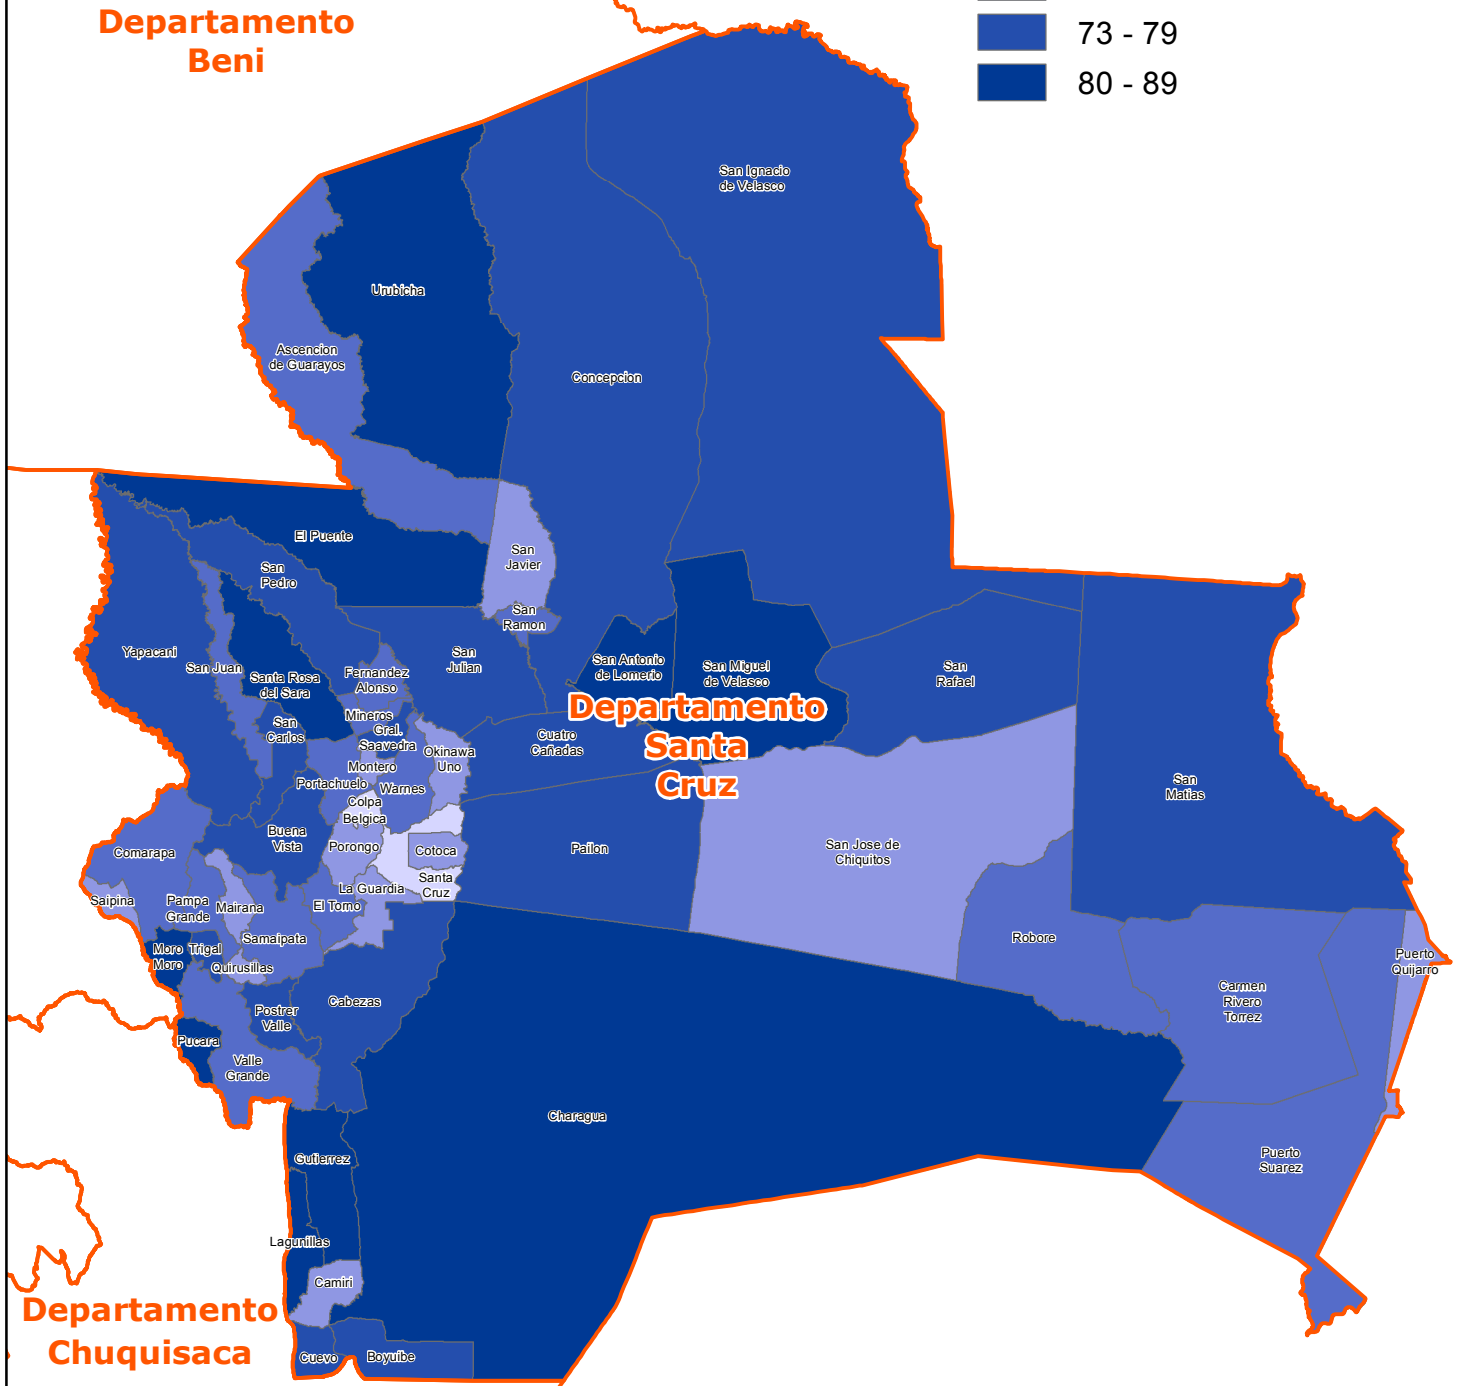 Departamento
Beni
73 - 79
80 - 89
San Ignacio
de Velasco
Urubicha
Ascencion
de Guarayos
Concepcion
El Puente
San
Javier
San
Pedro
San
Ramon
Yapacani
San Juan
Santa Rosa
del Sara
Fernandez
Alonso
San
Julian
San Antonio
de Lomerio
San Miguel
de Velasco
San
Rafael
Departamento
Santa
Cruz
San
Carlos
Mineros
Gral.
Saavedra
Okinawa
Uno
Cuatro
Cañadas
Montero
Portachuelo
Warnes
Colpa
Belgica
San
Matias
Buena
Vista
Porongo
Cotoca
Pailon
San Jose de
Chiquitos
Comarapa
La Guardia
Santa
Cruz
Saipina
Pampa
Grande
Mairana
El Torno
Samaipata
Moro
Moro
Trigal
Quirusillas
Robore
Puerto
Quijarro
Carmen
Rivero
Torrez
Cabezas
Postrer
Valle
Pucara
Valle
Grande
Charagua
Gutierrez
Puerto
Suarez
Lagunillas
Camiri
Departamento
Chuquisaca
Cuevo
Boyuibe